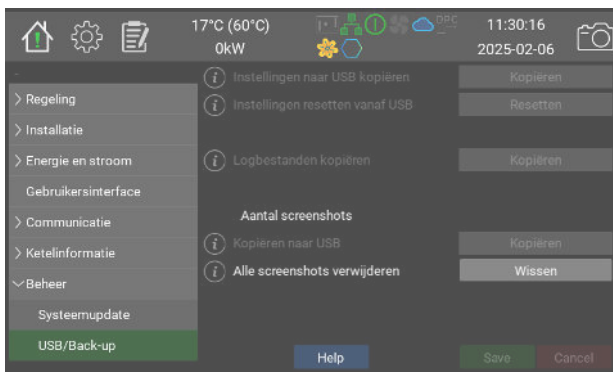 17°C (60°C)
0kW
DPC
11:30:16
2025-02-06
Regeling
Installatie
Energie en stroom
Gebruikersinterface
Communicatie
Ketelinformatie
Beheer
Systeemupdate
USB/Back-up
Instellingen naar USB kopiëren
Kopiëren
Instellingen resetten vanaf USB
Resetten
Logbestanden kopiëren
Kopiëren
Aantal screenshots
Kopiëren naar USB
Kopiëren
Alle screenshots verwijderen
Wissen
Help
Save
Cancel